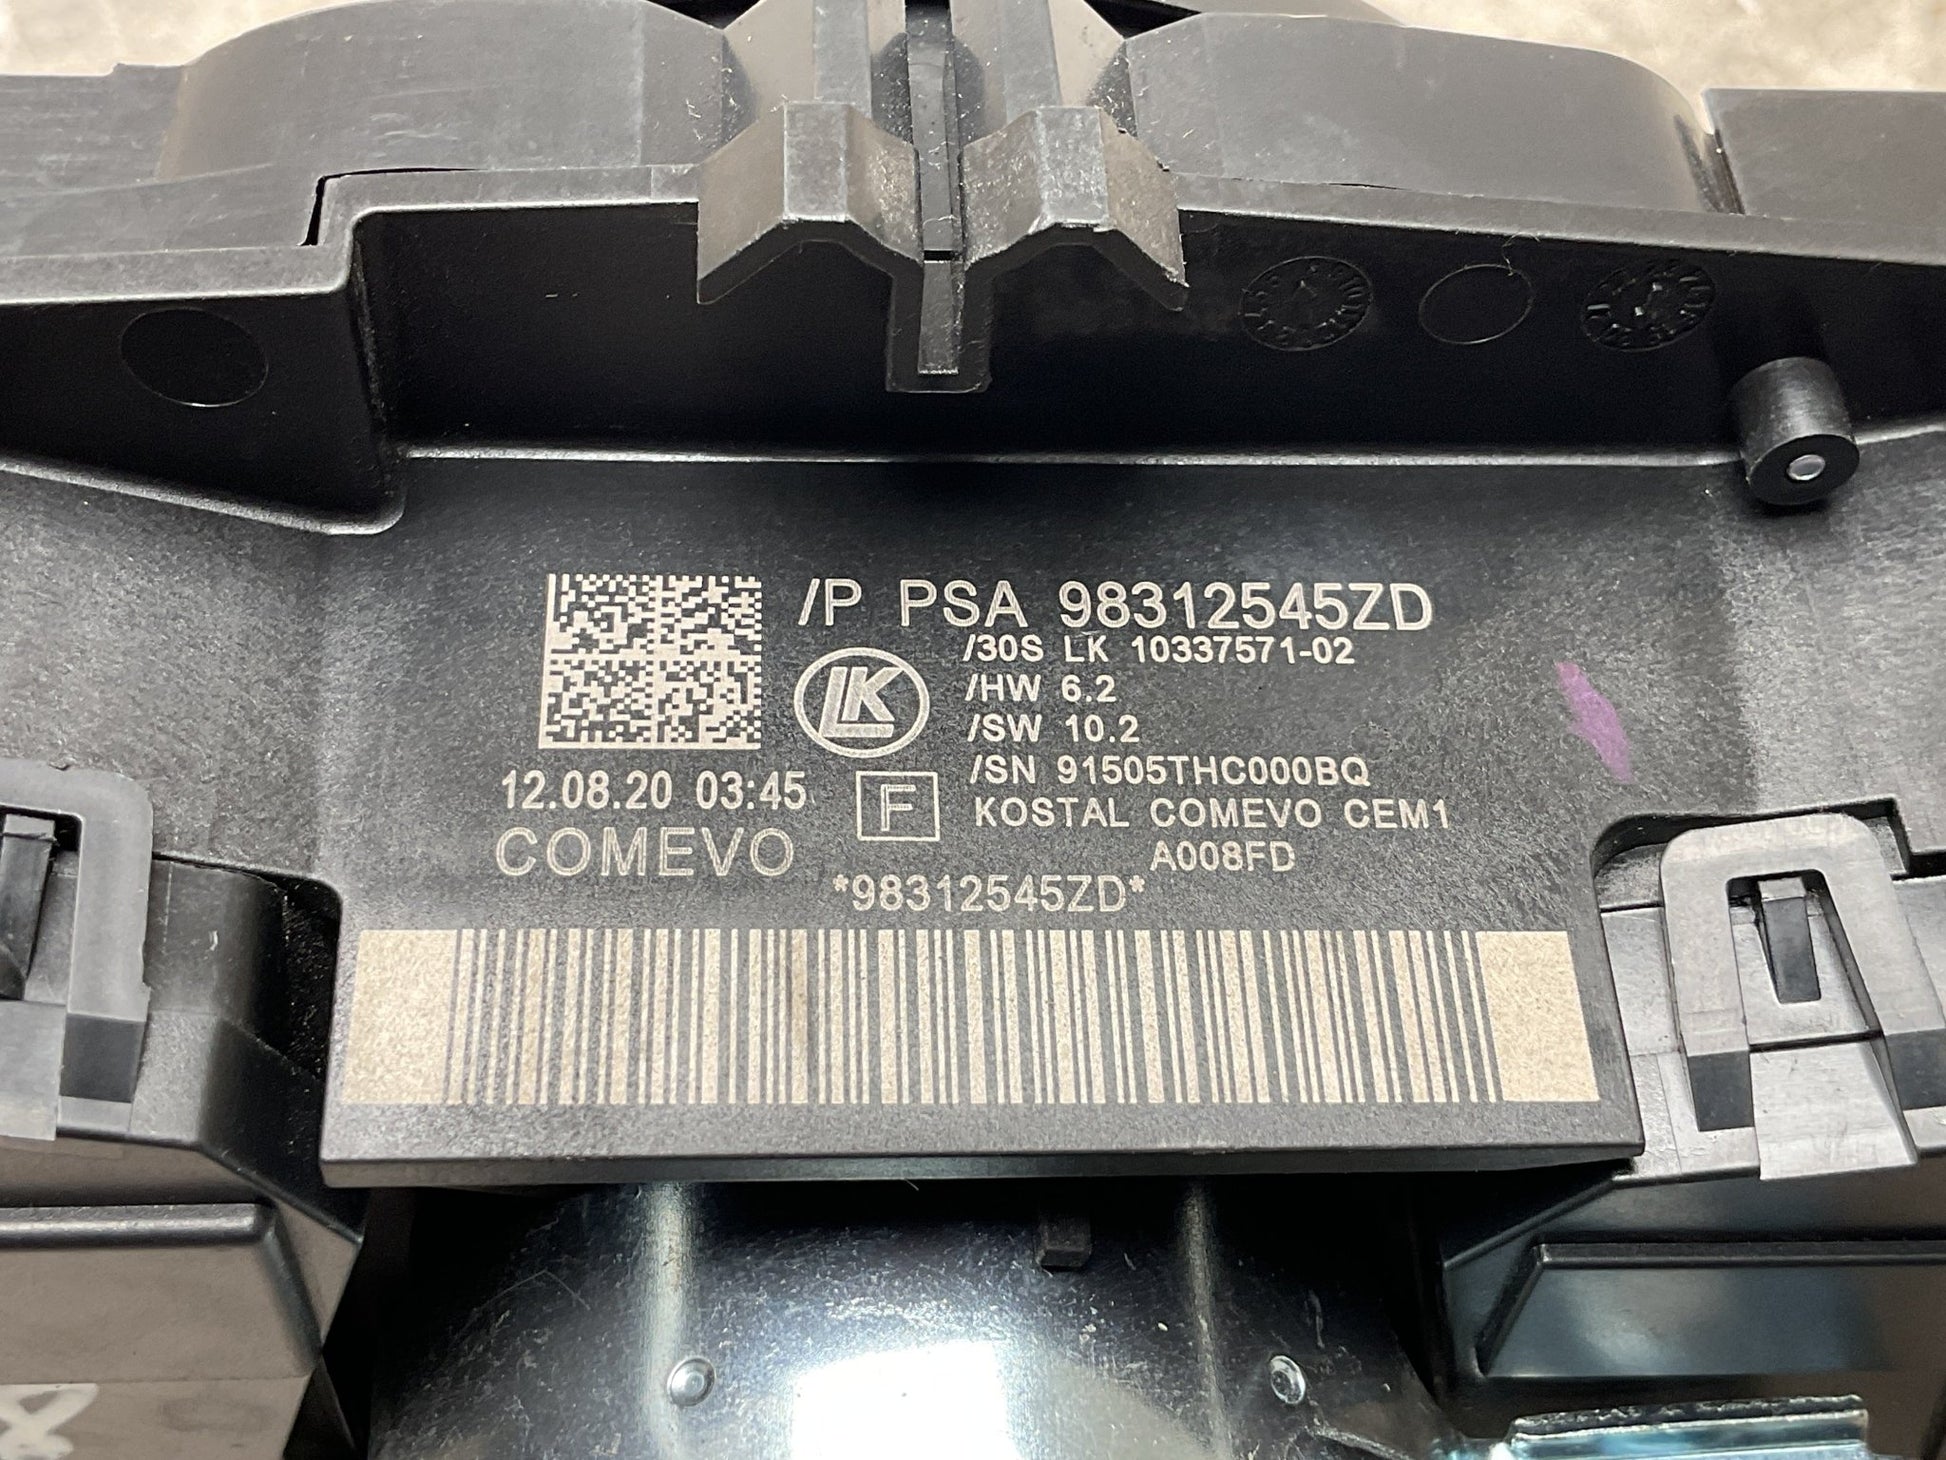 /P PSA 98312545ZD
/30S LK 10337571-02
LK
/HW 6.2
/SW 10.2
/SN 91505THC000BQ
12.08.20 03:45
F
KOSTAL COMEVO CEM1
COMEVO
A008FD
*98312545ZD*